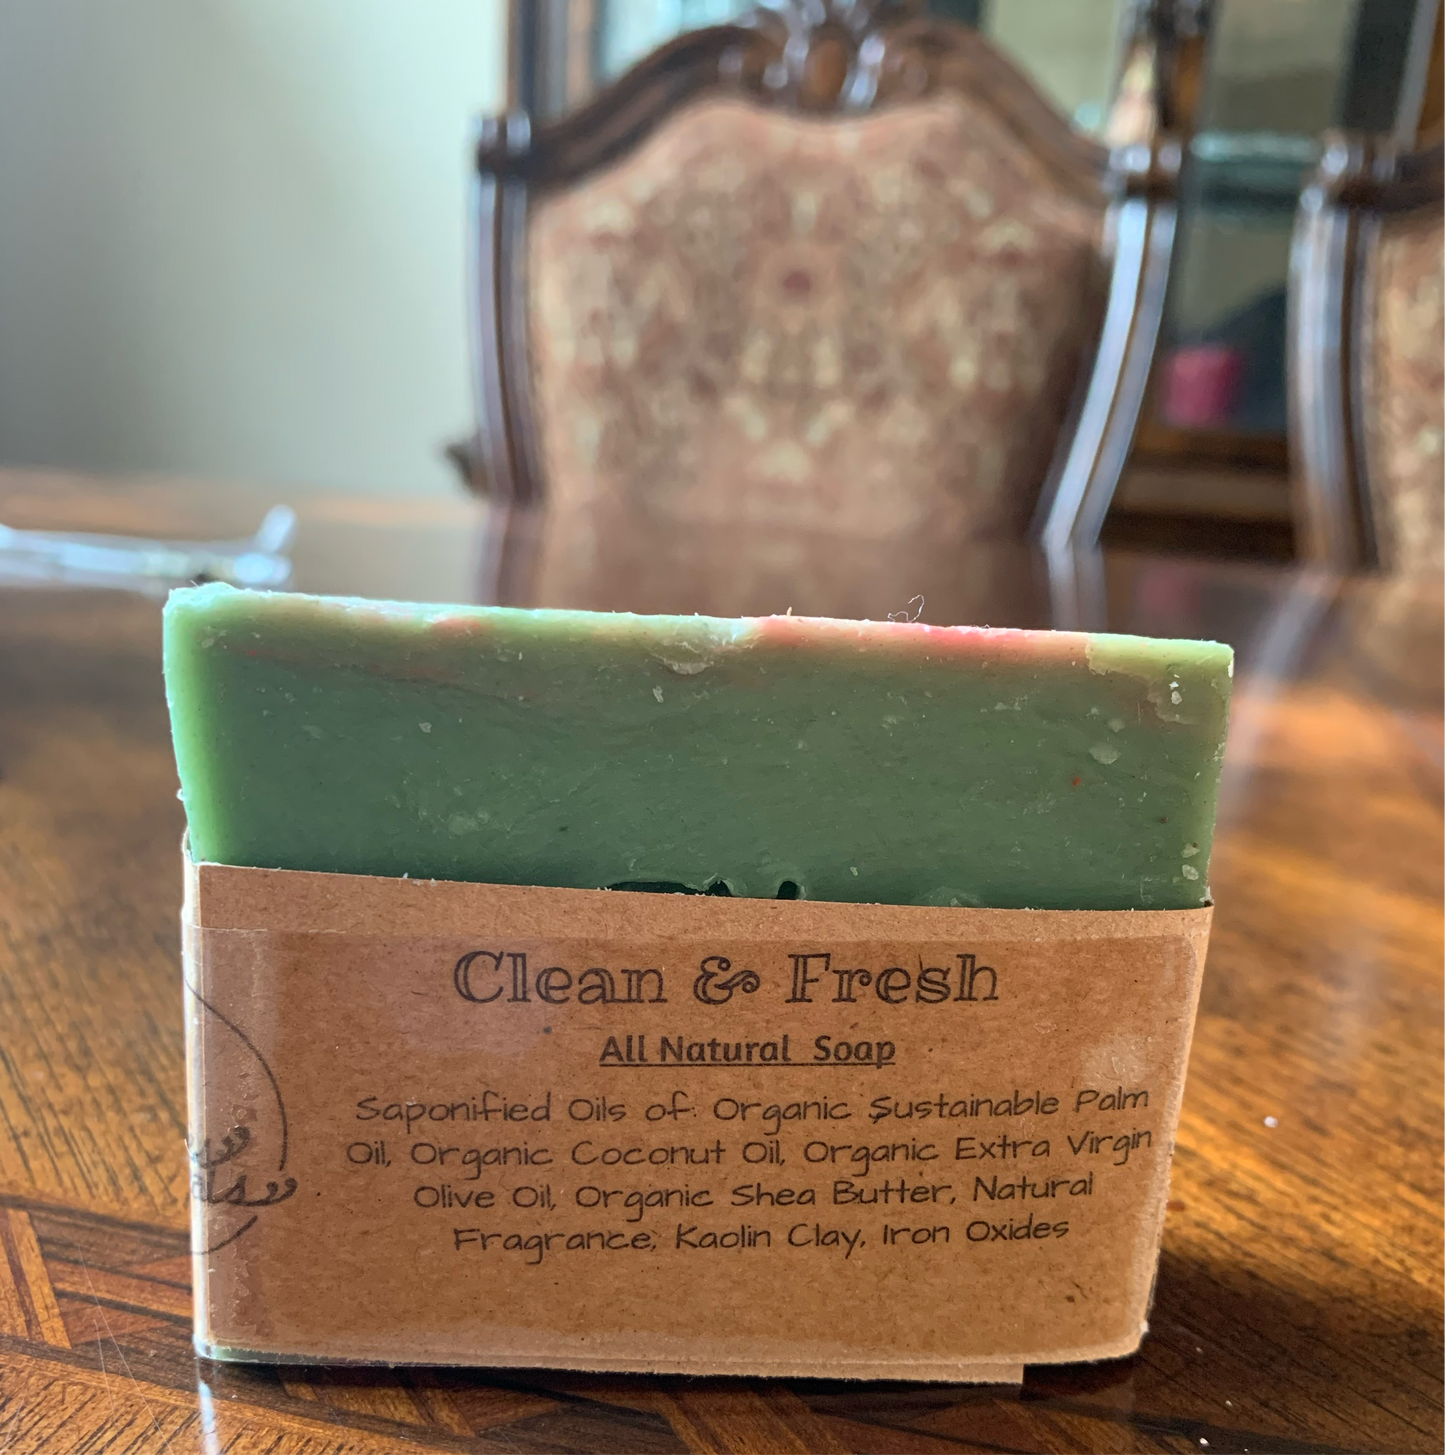 Clean & Fresh
All Natural Soap
Saponified Oils of: Organic Sustainable Palm
Oil, Organic Coconut Oil, Organic Extra Virgin
Olive Oil, Organic Shea Butter, Natural
Fragrance, Kaolin Clay, Iron Oxides